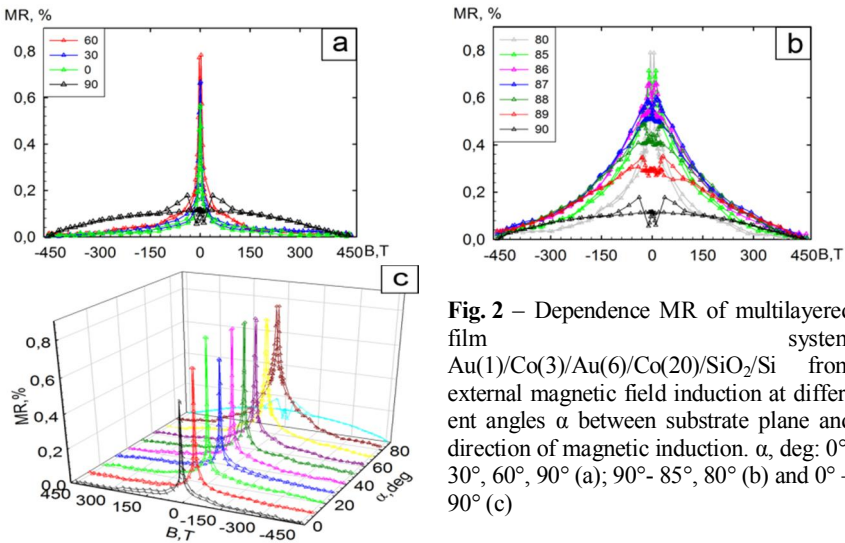 MR, %
a
60
30
0
90
0,8
0,6
0,4
0,2
0,0
-450 -300 -150 0 150 300 450 B,T
MR, %
b
80
85
86
87
88
89
90
0,8
0,6
0,4
0,2
0,0
-450 -300 -150 0 150 300 450 B,T
c
MR,%
0,8
0,6
0,4
0,2
0,0
450 300 150 0 -150 -300 -450
B,T
0 20 40 60 80
α,deg
Fig. 2 – Dependence MR of multilayered
film system
Au(1)/Co(3)/Au(6)/Co(20)/SiO₂/Si from
external magnetic field induction at differ
ent angles α between substrate plane and
direction of magnetic induction. α, deg: 0°
30°, 60°, 90° (a); 90°- 85°, 80° (b) and 0° -
90° (c)